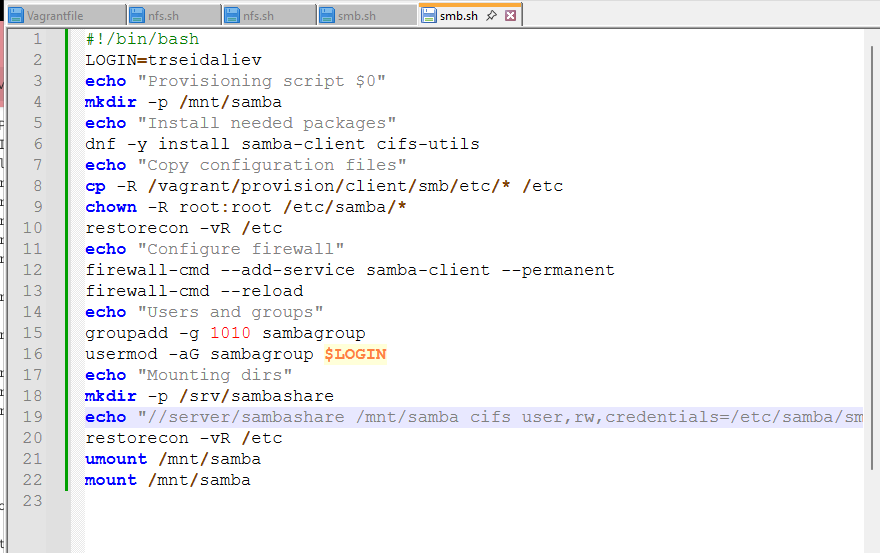 Vagrantfile nfs.sh nfs.sh smb.sh smb.sh
1 #!/bin/bash
2 LOGIN=trseidaliev
3 echo "Provisioning script $0"
4 mkdir -p /mnt/samba
5 echo "Install needed packages"
6 dnf -y install samba-client cifs-utils
7 echo "Copy configuration files"
8 cp -R /vagrant/provision/client/smb/etc/* /etc
9 chown -R root:root /etc/samba/*
10 restorecon -vR /etc
11 echo "Configure firewall"
12 firewall-cmd --add-service samba-client --permanent
13 firewall-cmd --reload
14 echo "Users and groups"
15 groupadd -g 1010 sambagroup
16 usermod -aG sambagroup $LOGIN
17 echo "Mounting dirs"
18 mkdir -p /srv/sambashare
19 echo "//server/sambashare /mnt/samba cifs user,rw,credentials=/etc/samba/sm
20 restorecon -vR /etc
21 umount /mnt/samba
22 mount /mnt/samba
23